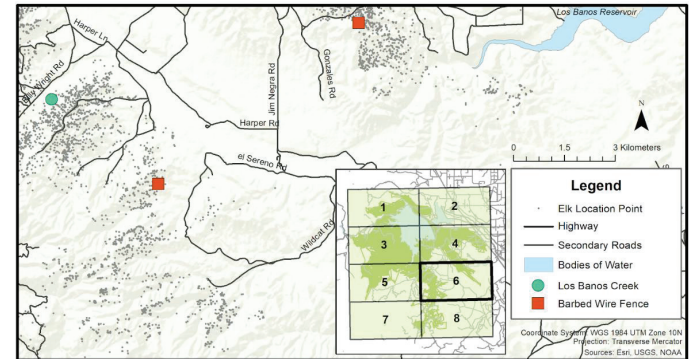 Los Banos Reservoir
Harper Ln
Gonzales Rd
Jim Negra Rd
Wright Rd
Harper Rd
el Sereno Rd
Wildcat Rd
N
0 1.5 3 Kilometers
1 2
3 4
5 6
7 8
Legend
Elk Location Point
Highway
Secondary Roads
Bodies of Water
Los Banos Creek
Barbed Wire Fence
Coordinate System: WGS 1984 UTM Zone 10N
Projection: Transverse Mercator
Sources: Esri, USGS, NOAA